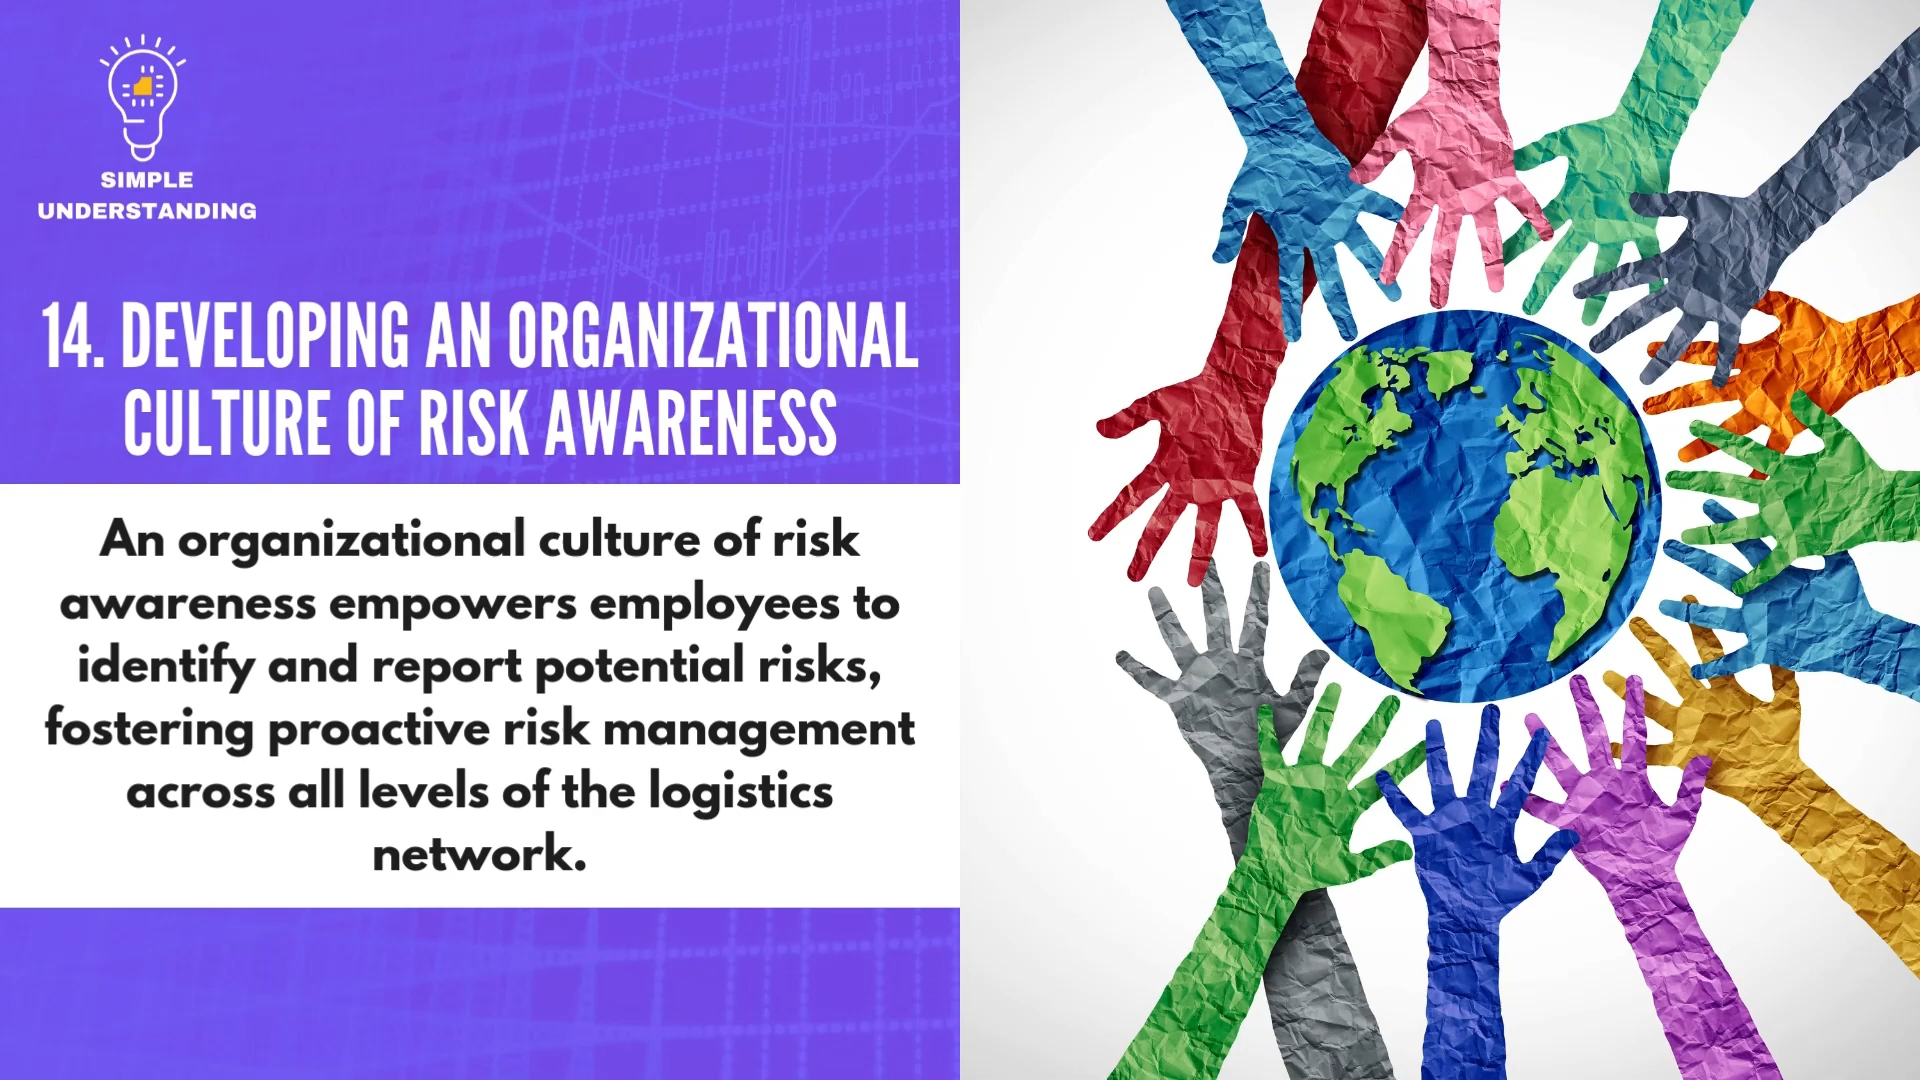 SIMPLE
UNDERSTANDING
14. DEVELOPING AN ORGANIZATIONAL
CULTURE OF RISK AWARENESS
An organizational culture of risk
awareness empowers employees to
identify and report potential risks,
fostering proactive risk management
across all levels of the logistics
network.